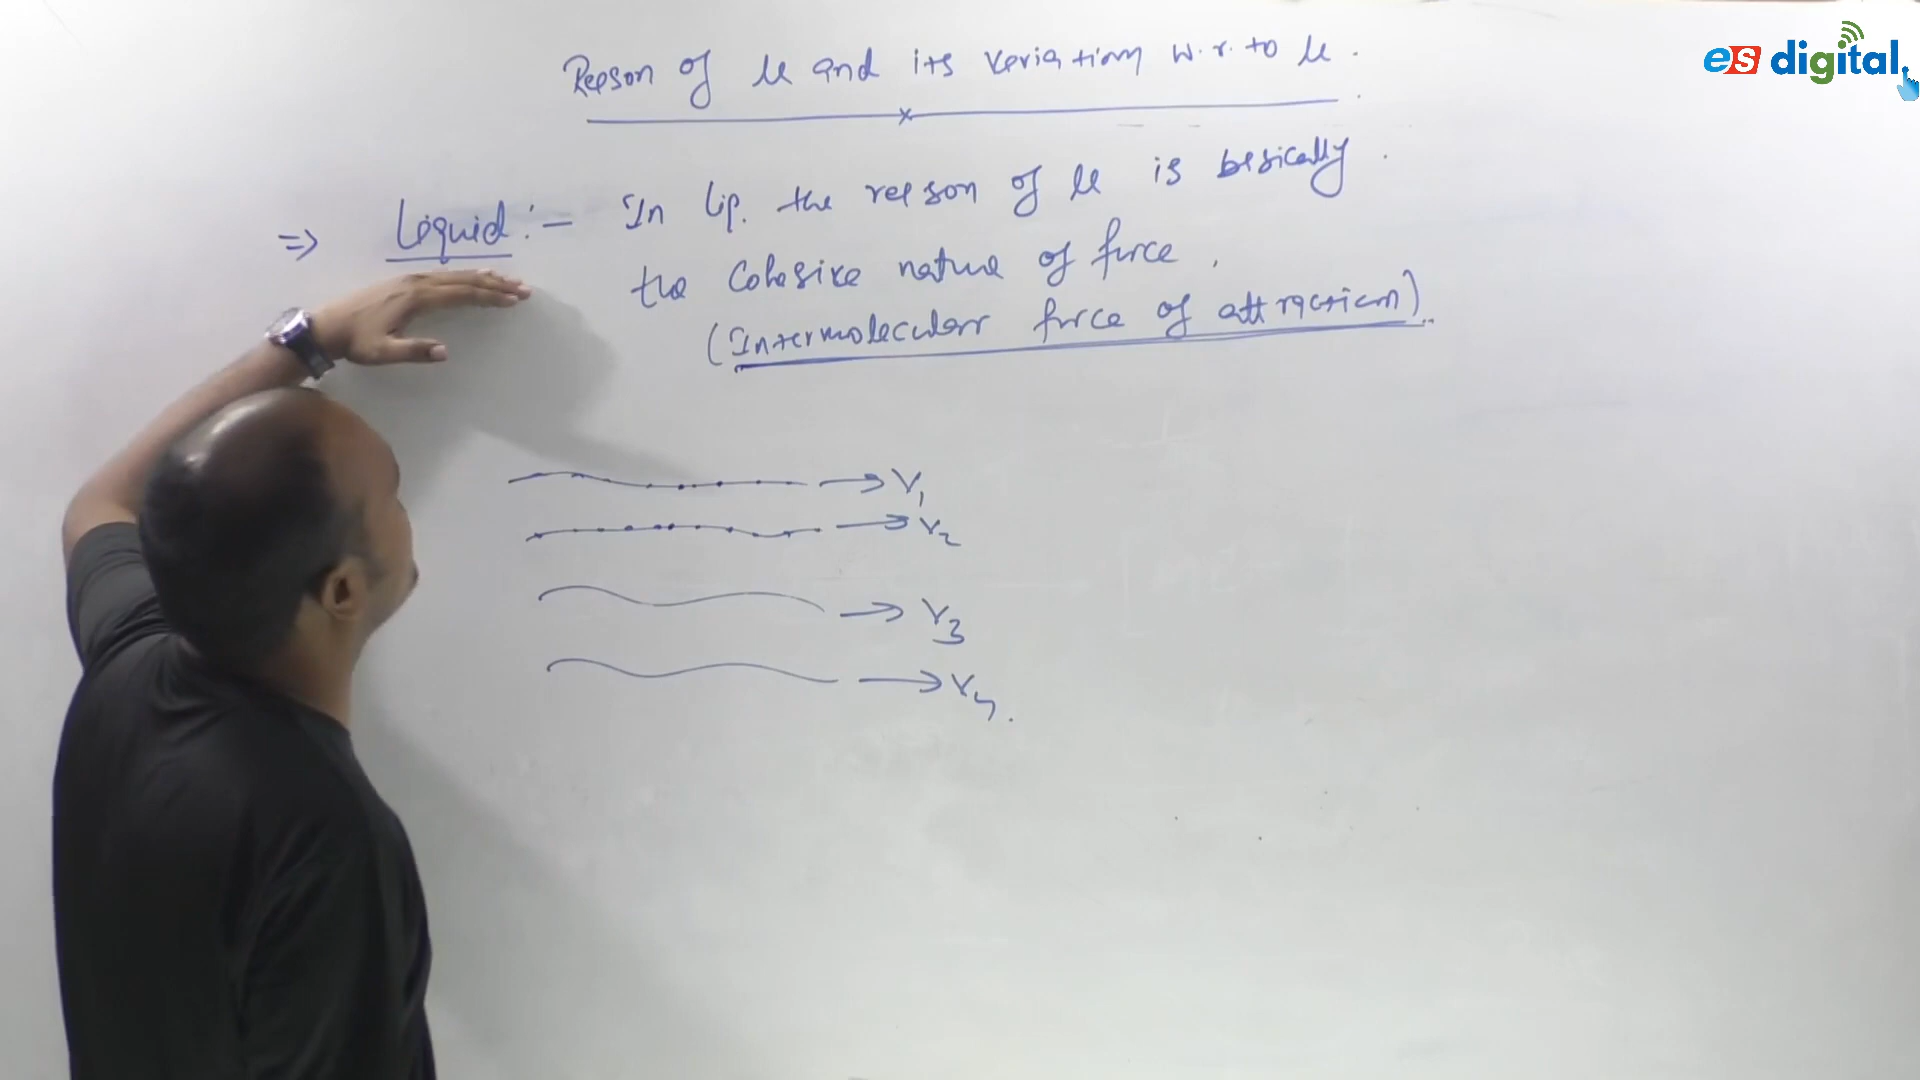 es digital
Reason of μ and its variation w.r.to μ.
⇒ Liquid :- In liq. the reason of μ is basically.
the cohesive nature of force.
(Intermolecular force of attraction)..
→ V1
→ V2
→ V3
→ V4.